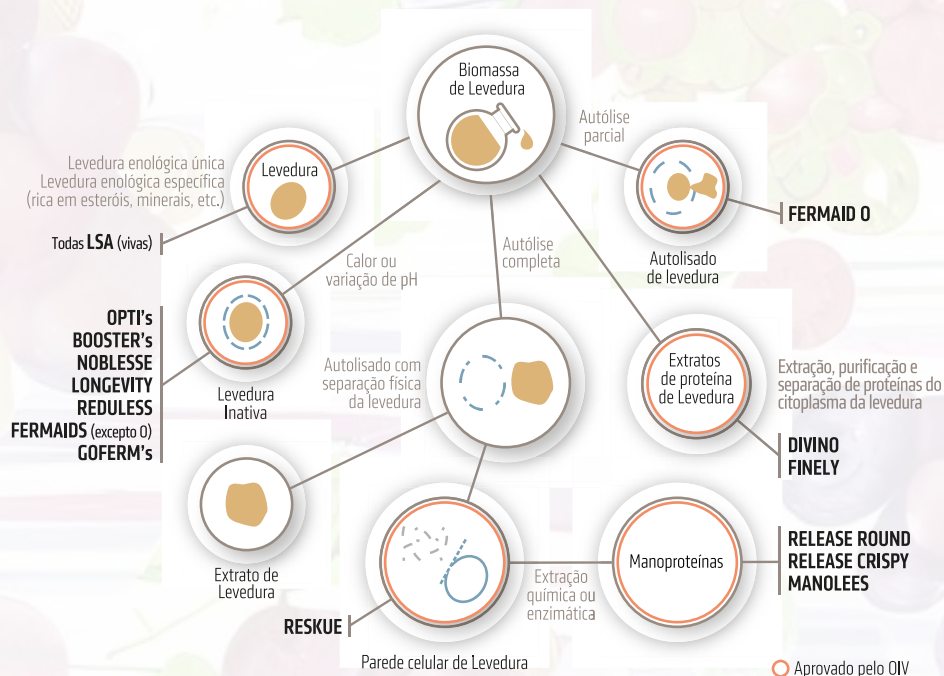 Biomassa
de Levedura
Autólise
parcial
Levedura enológica única
Levedura enológica específica
(rica em esteróis, minerais, etc.)
Levedura
Todas LSA (vivas)
FERMAID O
Autolisado
de levedura
Calor ou
variação de pH
Autólise
completa
OPTI's
BOOSTER's
NOBLESSE
LONGEVITY
REDULESS
FERMAIDS (excepto O)
GOFERM's
Levedura
Inativa
Autolisado com
separação física
da levedura
Extratos
de proteína
de Levedura
Extração, purificação e
separação de proteínas do
citoplasma da levedura
DIVINO
FINELY
Extrato de
Levedura
RESKUE
Parede celular de Levedura
Extração
química ou
enzimática
Manoproteínas
RELEASE ROUND
RELEASE CRISPY
MANOLEES
Aprovado pelo OIV